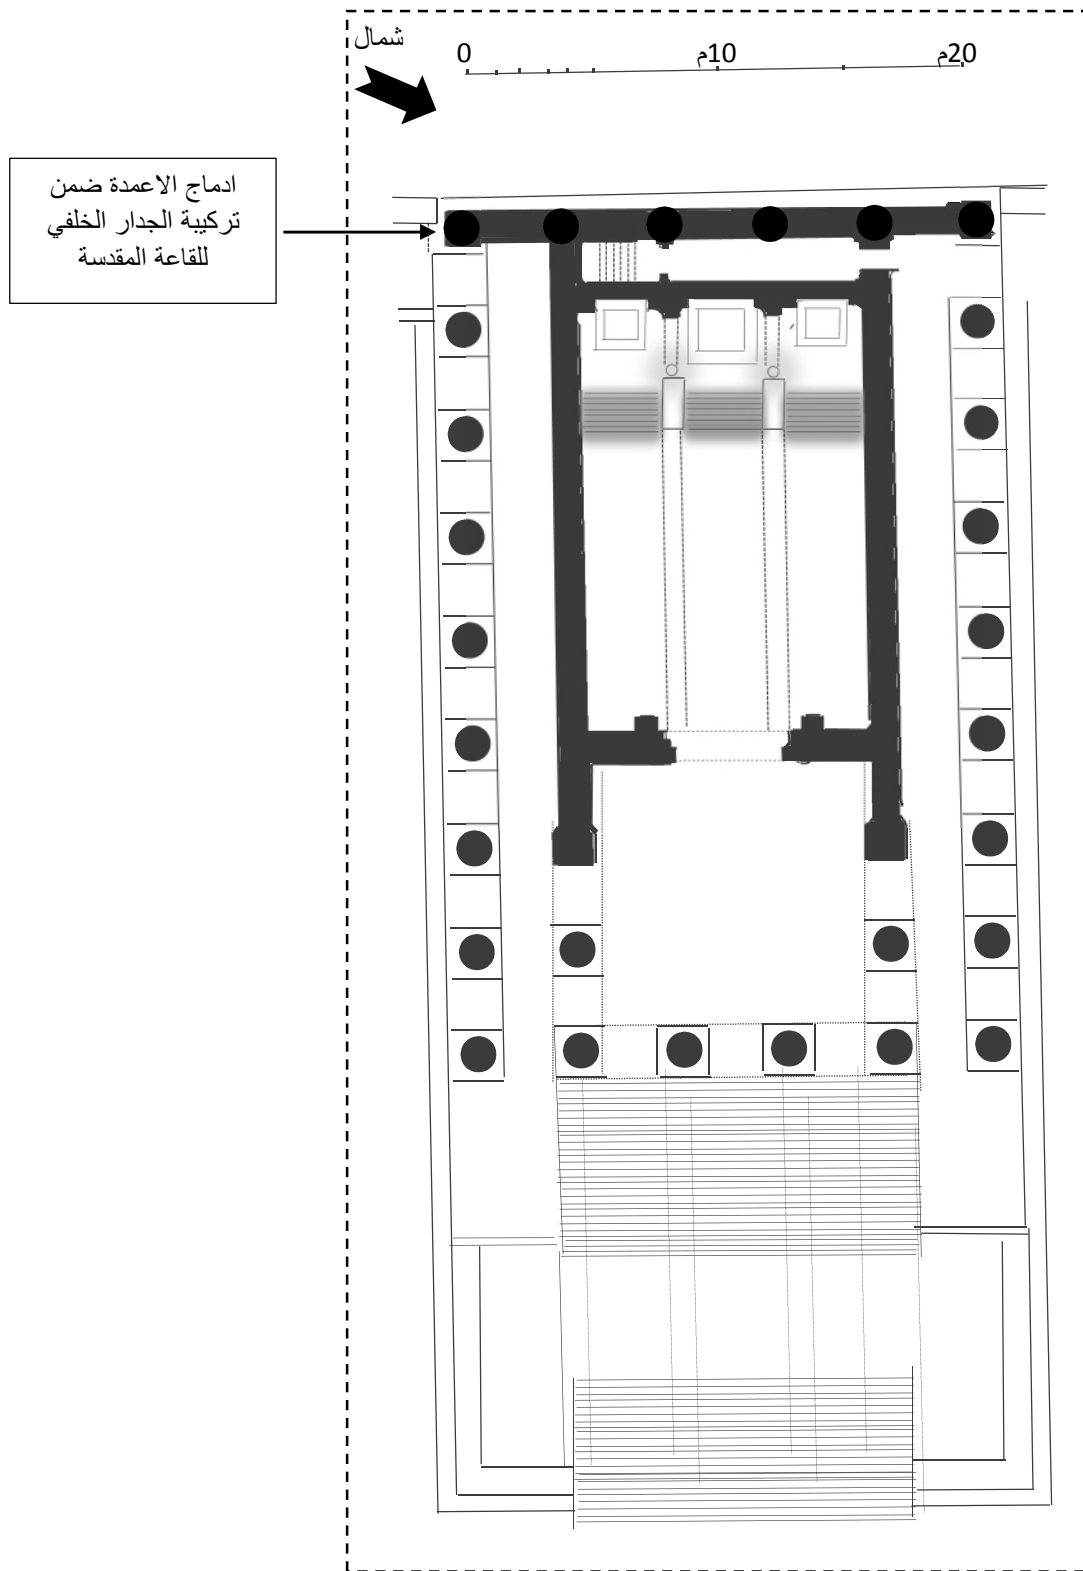 شمال
0 10م 20م
ادماج الاعمدة ضمن
تركيبة الجدار الخلفي
للقاعة المقدسة